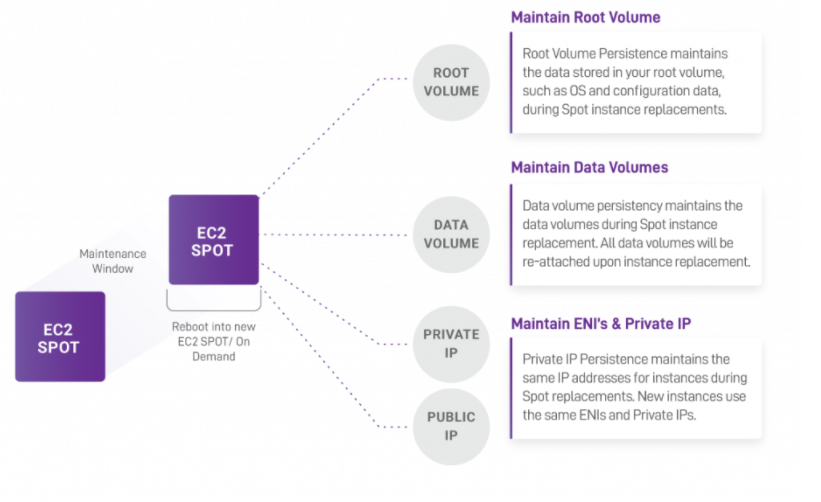 Maintain Root Volume
ROOT
VOLUME
Root Volume Persistence maintains
the data stored in your root volume,
such as OS and configuration data,
during Spot instance replacements.
Maintain Data Volumes
DATA
VOLUME
Data volume persistency maintains the
data volumes during Spot instance
replacement. All data volumes will be
re-attached upon instance replacement.
EC2
SPOT
Maintenance
Window
EC2
SPOT
Reboot into new
EC2 SPOT/ On
Demand
Maintain ENI's & Private IP
PRIVATE
IP
Private IP Persistence maintains the
same IP addresses for instances during
Spot replacements. New instances use
the same ENIs and Private IPs.
PUBLIC
IP